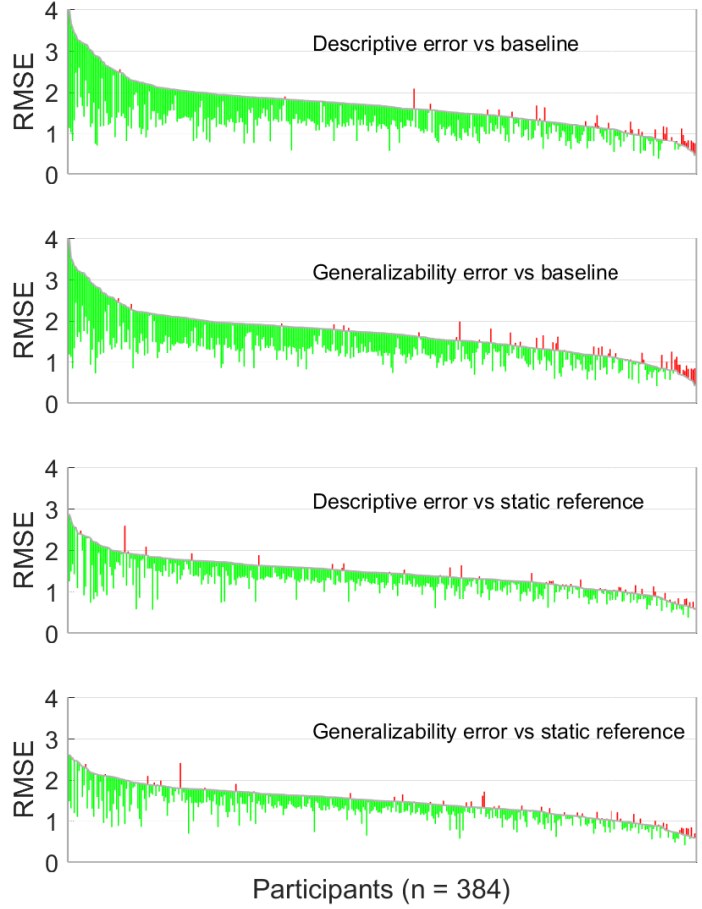 4
Descriptive error vs baseline
3
RMSE
2
1
0
4
Generalizability error vs baseline
3
RMSE
2
1
0
4
Descriptive error vs static reference
3
RMSE
2
1
0
4
Generalizability error vs static reference
3
RMSE
2
1
0
Participants (n = 384)